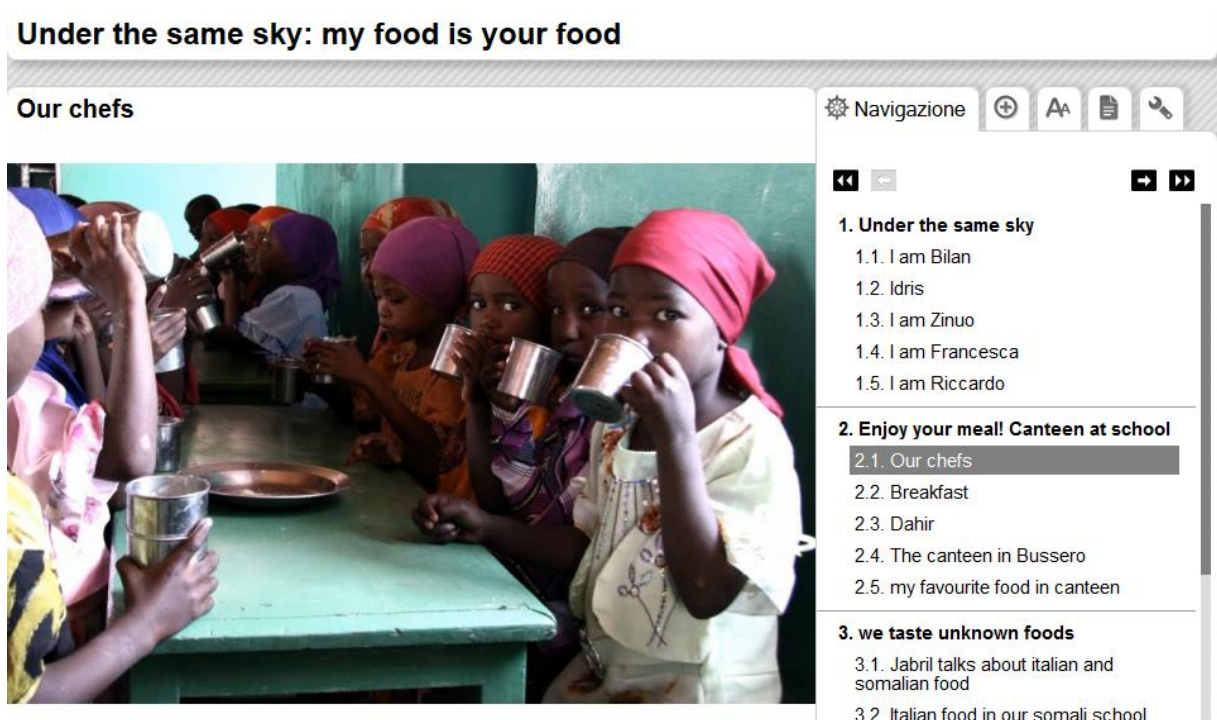 Under the same sky: my food is your food
Our chefs
Navigazione
AA
1. Under the same sky
1.1. I am Bilan
1.2. Idris
1.3. I am Zinuo
1.4. I am Francesca
1.5. I am Riccardo
2. Enjoy your meal! Canteen at school
2.1. Our chefs
2.2. Breakfast
2.3. Dahir
2.4. The canteen in Bussero
2.5. my favourite food in canteen
3. we taste unknown foods
3.1. Jabril talks about italian and
somalian food
3.2. Italian food in our somali school